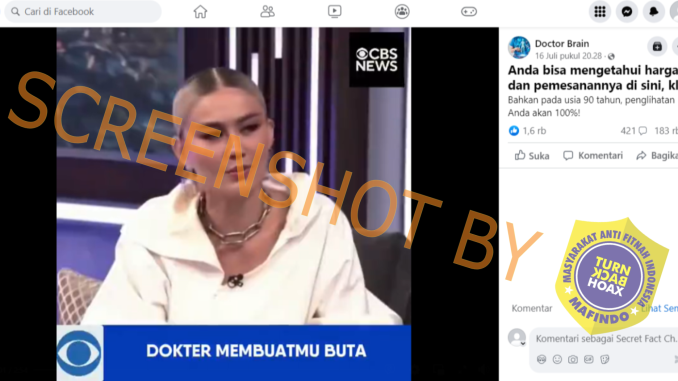 Cari di Facebook
CBS
NEWS
Doctor Brain
16 Juli pukul 20.28 ·
Anda bisa mengetahui harga
dan pemesanannya di sini, kl
Bahkan pada usia 90 tahun, penglihatan
Anda akan 100%!
1,6 rb
421
183 rb
Suka
Komentari
Bagika
SCREENSHOT BY
MASYARAKAT ANTI FITNAH INDONESIA
TURN
BACK
HOAX
MAFINDO
DOKTER MEMBUATMU BUTA
Komentar
Lihat Sem
Komentari sebagai Secret Fact Ch.
GIF